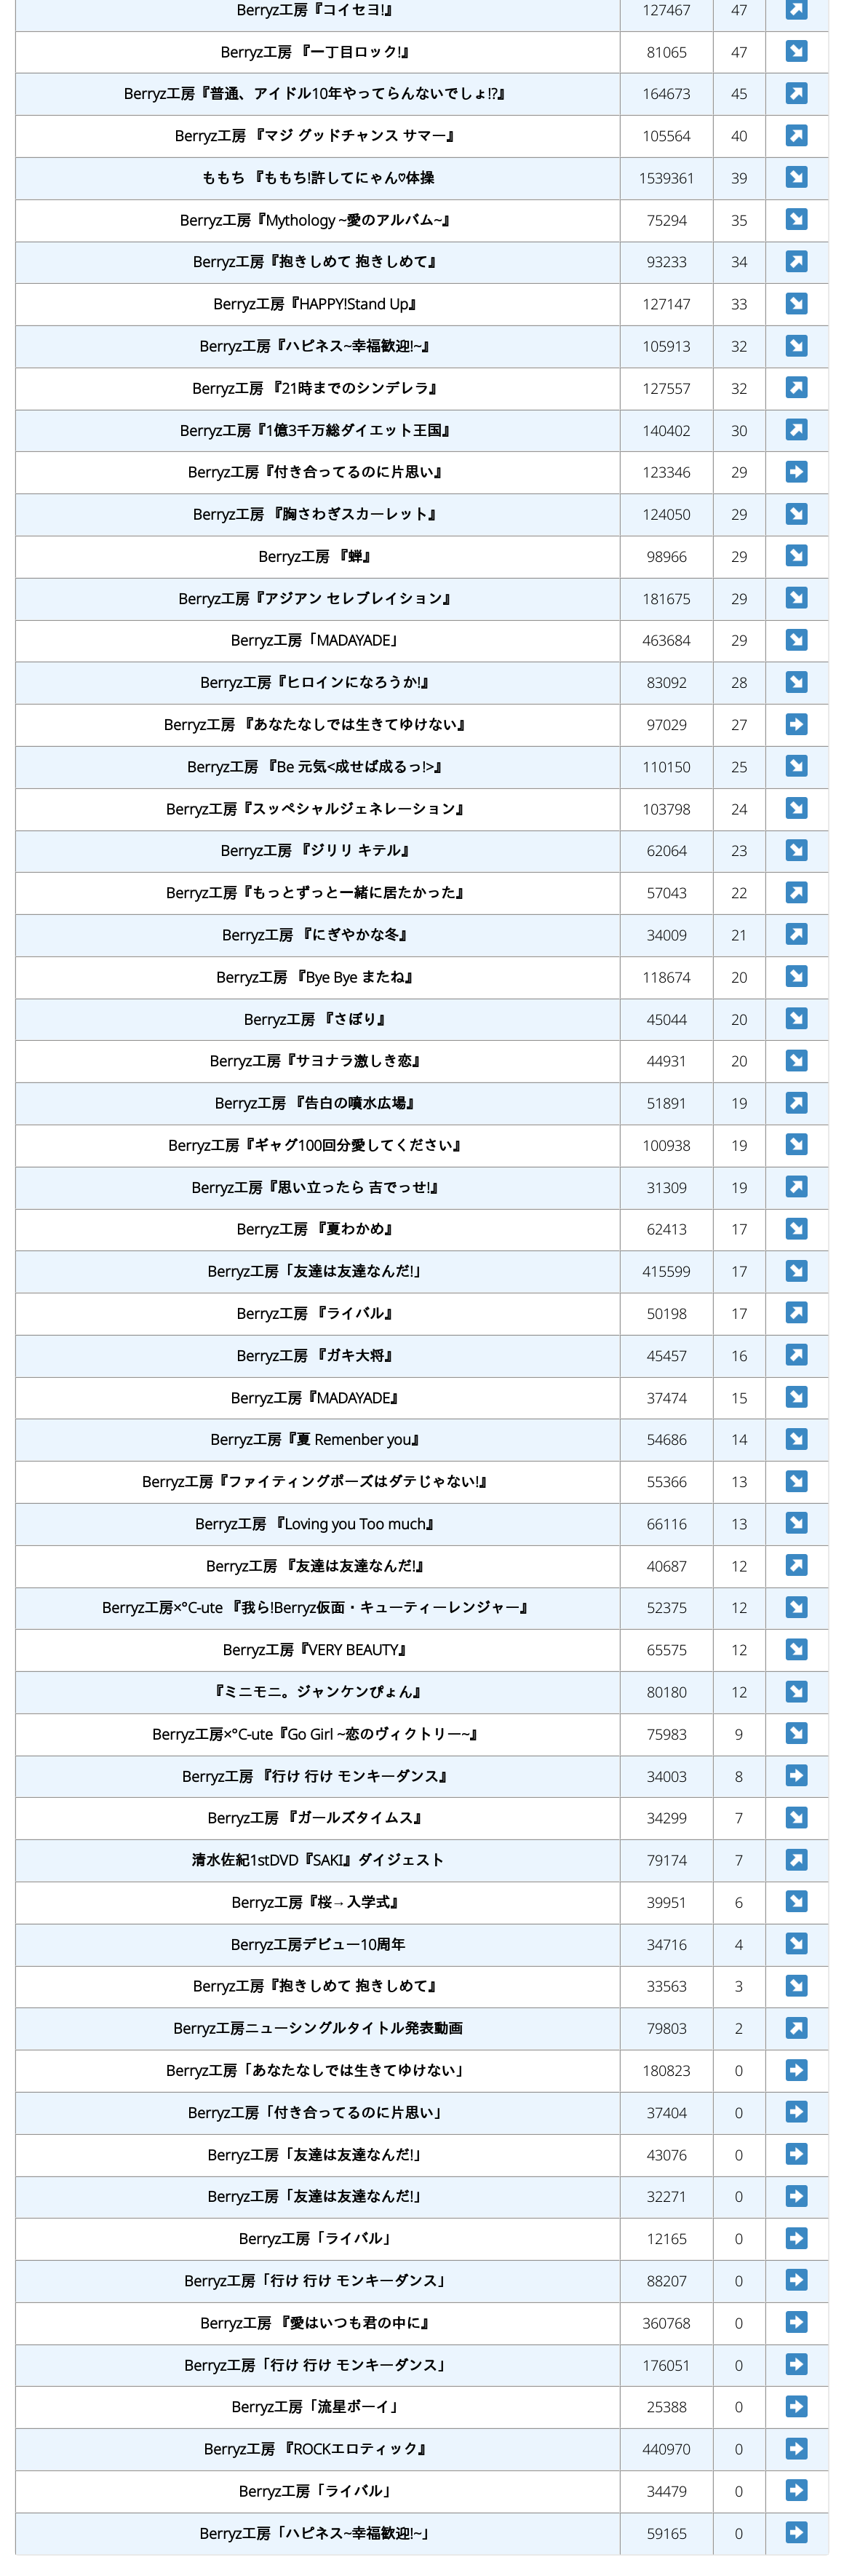 Berryz工房『コイセヨ!』 127467 47 ↗
Berryz工房 『一丁目ロック!』 81065 47 ↘
Berryz工房『普通、アイドル10年やってらんないでしょ!?』 164673 45 ↗
Berryz工房 『マジ グッドチャンス サマー』 105564 40 ↗
ももち 『ももち!許してにゃん♡体操 1539361 39 ↘
Berryz工房『Mythology ~愛のアルバム~』 75294 35 ↘
Berryz工房『抱きしめて 抱きしめて』 93233 34 ↗
Berryz工房『HAPPY!Stand Up』 127147 33 ↘
Berryz工房『ハピネス~幸福歓迎!~』 105913 32 ↘
Berryz工房 『21時までのシンデレラ』 127557 32 ↗
Berryz工房『1億3千万総ダイエット王国』 140402 30 ↗
Berryz工房『付き合ってるのに片思い』 123346 29 ➡
Berryz工房 『胸さわぎスカーレット』 124050 29 ↘
Berryz工房 『蝉』 98966 29 ↘
Berryz工房『アジアン セレブレイション』 181675 29 ↘
Berryz工房「MADAYADE」 463684 29 ↘
Berryz工房『ヒロインになろうか!』 83092 28 ↘
Berryz工房 『あなたなしでは生きてゆけない』 97029 27 ➡
Berryz工房 『Be 元気<成せば成るっ!>』 110150 25 ↘
Berryz工房『スッペシャルジェネレ〜ション』 103798 24 ↘
Berryz工房 『ジリリ キテル』 62064 23 ↘
Berryz工房『もっとずっと一緒に居たかった』 57043 22 ↗
Berryz工房 『にぎやかな冬』 34009 21 ↗
Berryz工房 『Bye Bye またね』 118674 20 ↘
Berryz工房 『さぼり』 45044 20 ↘
Berryz工房『サヨナラ激しき恋』 44931 20 ↘
Berryz工房 『告白の噴水広場』 51891 19 ↗
Berryz工房『ギャグ100回分愛してください』 100938 19 ↘
Berryz工房『思い立ったら 吉でっせ!』 31309 19 ↗
Berryz工房 『夏わかめ』 62413 17 ↘
Berryz工房「友達は友達なんだ!」 415599 17 ↘
Berryz工房 『ライバル』 50198 17 ↗
Berryz工房 『ガキ大将』 45457 16 ↗
Berryz工房『MADAYADE』 37474 15 ↘
Berryz工房『夏 Remenber you』 54686 14 ↘
Berryz工房『ファイティングポーズはダテじゃない!』 55366 13 ↘
Berryz工房 『Loving you Too much』 66116 13 ↘
Berryz工房 『友達は友達なんだ!』 40687 12 ↗
Berryz工房×°C-ute 『我ら!Berryz仮面・キューティーレンジャー』 52375 12 ↘
Berryz工房『VERY BEAUTY』 65575 12 ↘
『ミニモニ。ジャンケンぴょん』 80180 12 ↘
Berryz工房×°C-ute『Go Girl ~恋のヴィクトリー~』 75983 9 ↘
Berryz工房 『行け 行け モンキーダンス』 34003 8 ➡
Berryz工房 『ガールズタイムス』 34299 7 ↘
清水佐紀1stDVD『SAKI』ダイジェスト 79174 7 ↗
Berryz工房『桜→入学式』 39951 6 ↘
Berryz工房デビュー10周年 34716 4 ↘
Berryz工房『抱きしめて 抱きしめて』 33563 3 ↘
Berryz工房ニューシングルタイトル発表動画 79803 2 ↗
Berryz工房「あなたなしでは生きてゆけない」 180823 0 ➡
Berryz工房「付き合ってるのに片思い」 37404 0 ➡
Berryz工房「友達は友達なんだ!」 43076 0 ➡
Berryz工房「友達は友達なんだ!」 32271 0 ➡
Berryz工房「ライバル」 12165 0 ➡
Berryz工房「行け 行け モンキーダンス」 88207 0 ➡
Berryz工房 『愛はいつも君の中に』 360768 0 ➡
Berryz工房「行け 行け モンキーダンス」 176051 0 ➡
Berryz工房「流星ボーイ」 25388 0 ➡
Berryz工房 『ROCKエロティック』 440970 0 ➡
Berryz工房「ライバル」 34479 0 ➡
Berryz工房「ハピネス~幸福歓迎!~」 59165 0 ➡